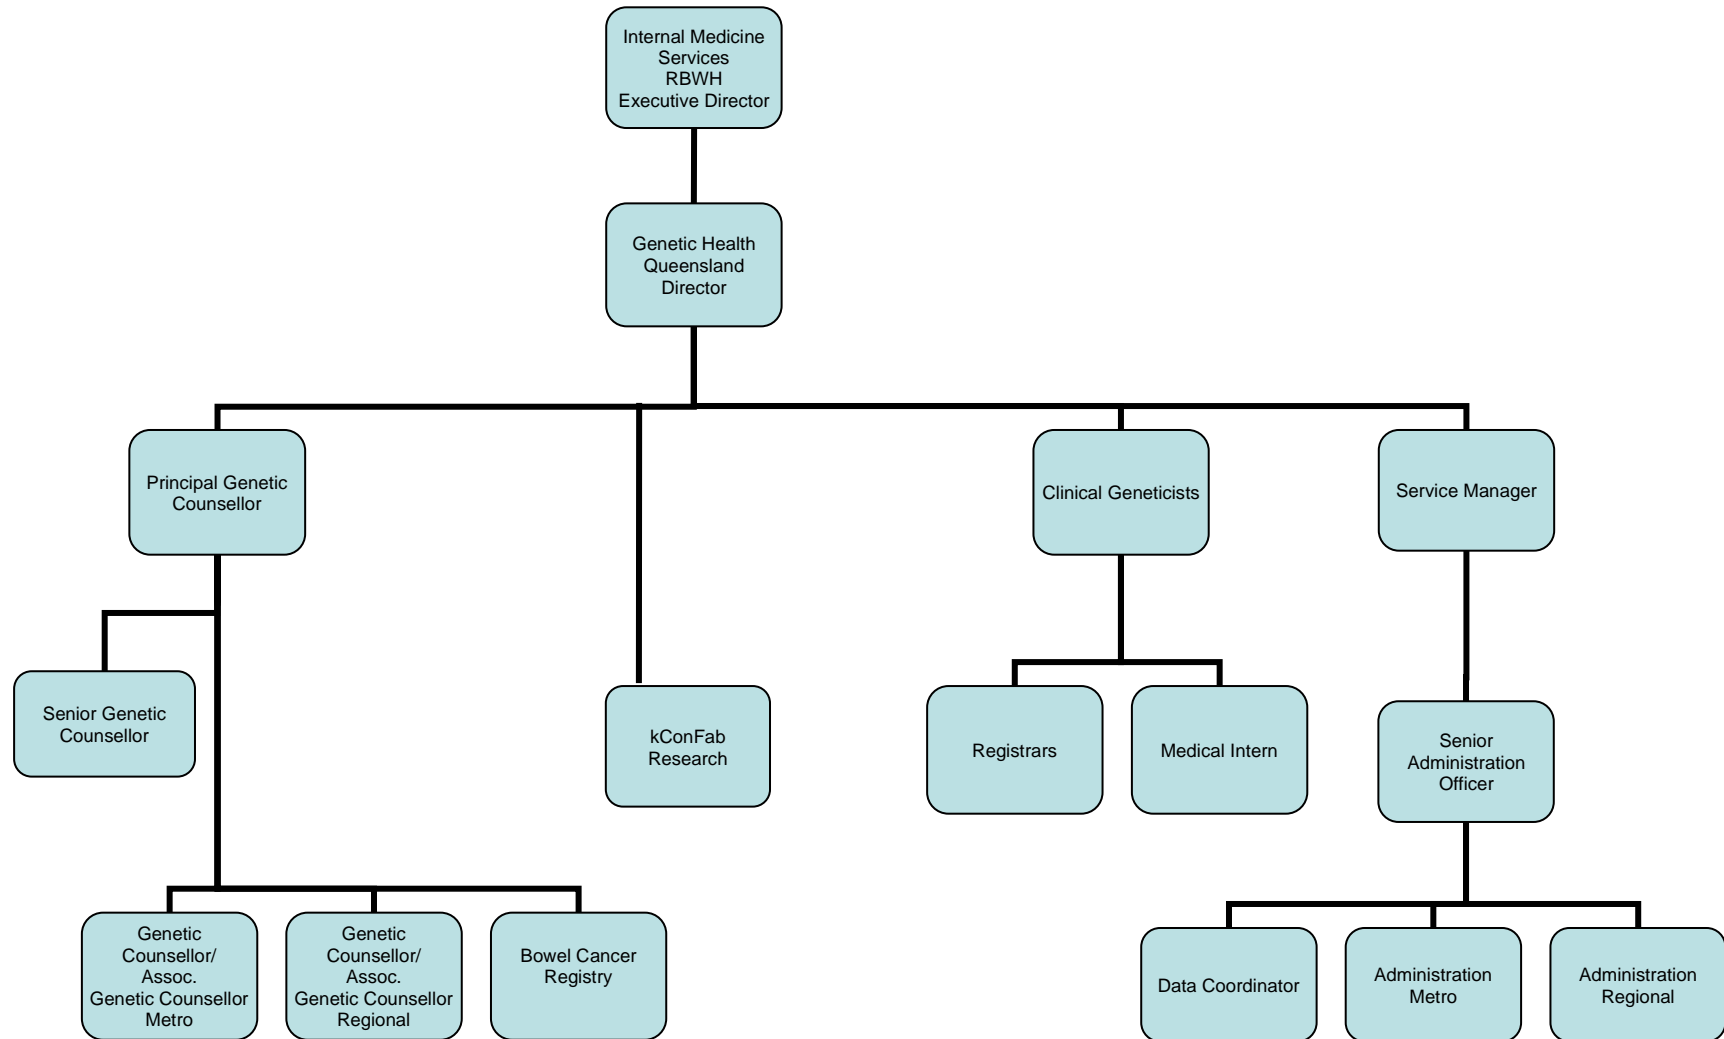 Internal Medicine
Services
RBWH
Executive Director
Genetic Health
Queensland
Director
Principal Genetic
Counsellor
Clinical Geneticists
Service Manager
Senior Genetic
Counsellor
kConFab
Research
Registrars
Medical Intern
Senior
Administration
Officer
Genetic
Counsellor/
Assoc.
Genetic Counsellor
Metro
Genetic
Counsellor/
Assoc.
Genetic Counsellor
Regional
Bowel Cancer
Registry
Data Coordinator
Administration
Metro
Administration
Regional